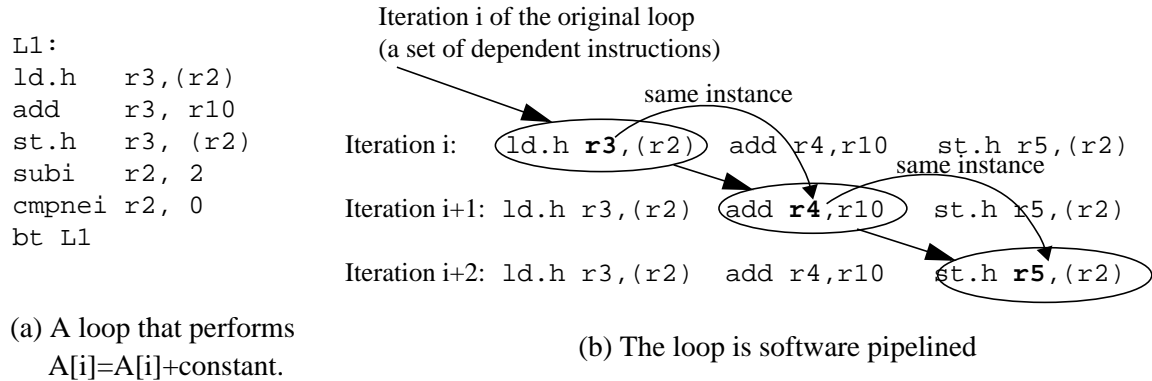 L1:
ld.h r3,(r2)
add r3, r10
st.h r3, (r2)
subi r2, 2
cmpnei r2, 0
bt L1
(a) A loop that performs
A[i]=A[i]+constant.
Iteration i of the original loop
(a set of dependent instructions)
same instance
Iteration i: ld.h r3,(r2) add r4,r10 st.h r5,(r2)
same instance
Iteration i+1: ld.h r3,(r2) add r4,r10 st.h r5,(r2)
Iteration i+2: ld.h r3,(r2) add r4,r10 st.h r5,(r2)
(b) The loop is software pipelined